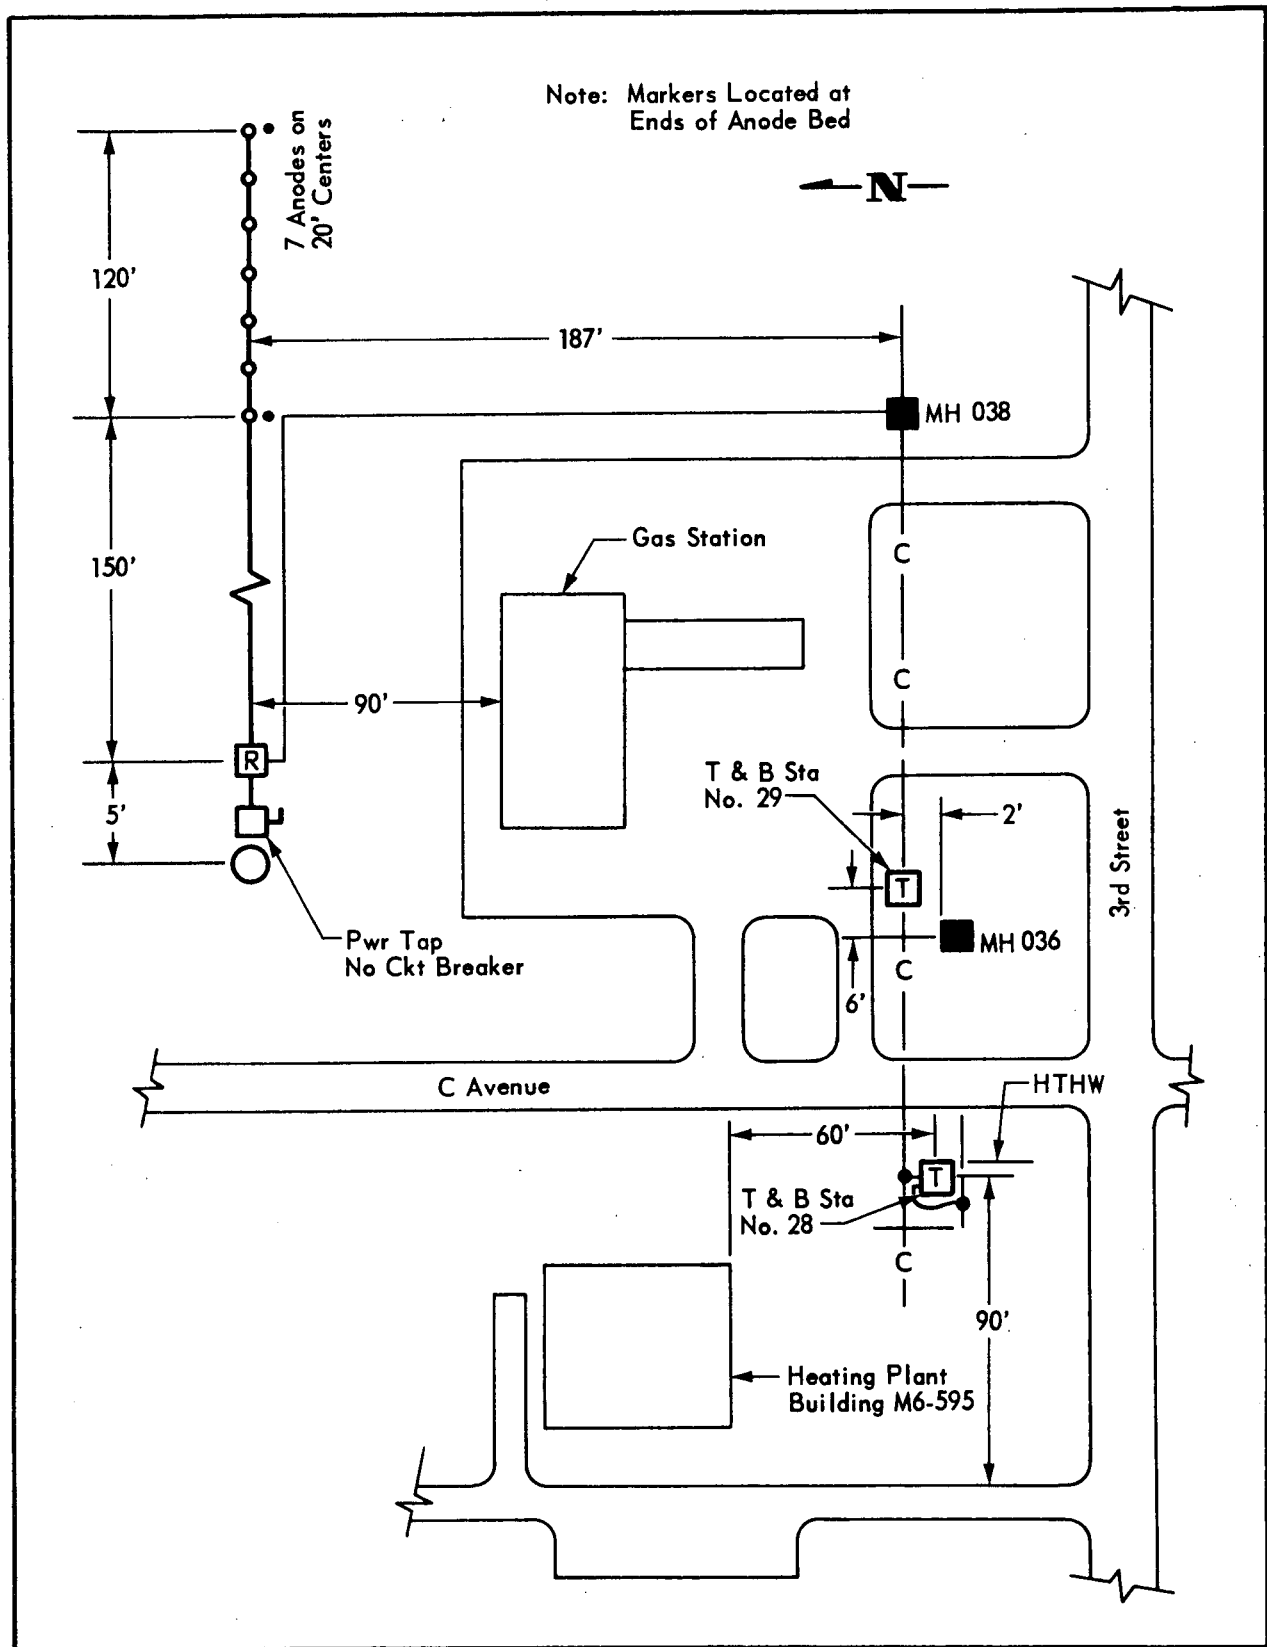 Note: Markers Located at
Ends of Anode Bed
7 Anodes on
20' Centers
N
120'
187'
MH 038
Gas Station
C
150'
C
90'
R
T & B Sta
No. 29
2'
5'
3rd Street
T
Pwr Tap
No Ckt Breaker
MH 036
C
6'
C Avenue
HTHW
60'
T
T & B Sta
No. 28
C
90'
Heating Plant
Building M6-595